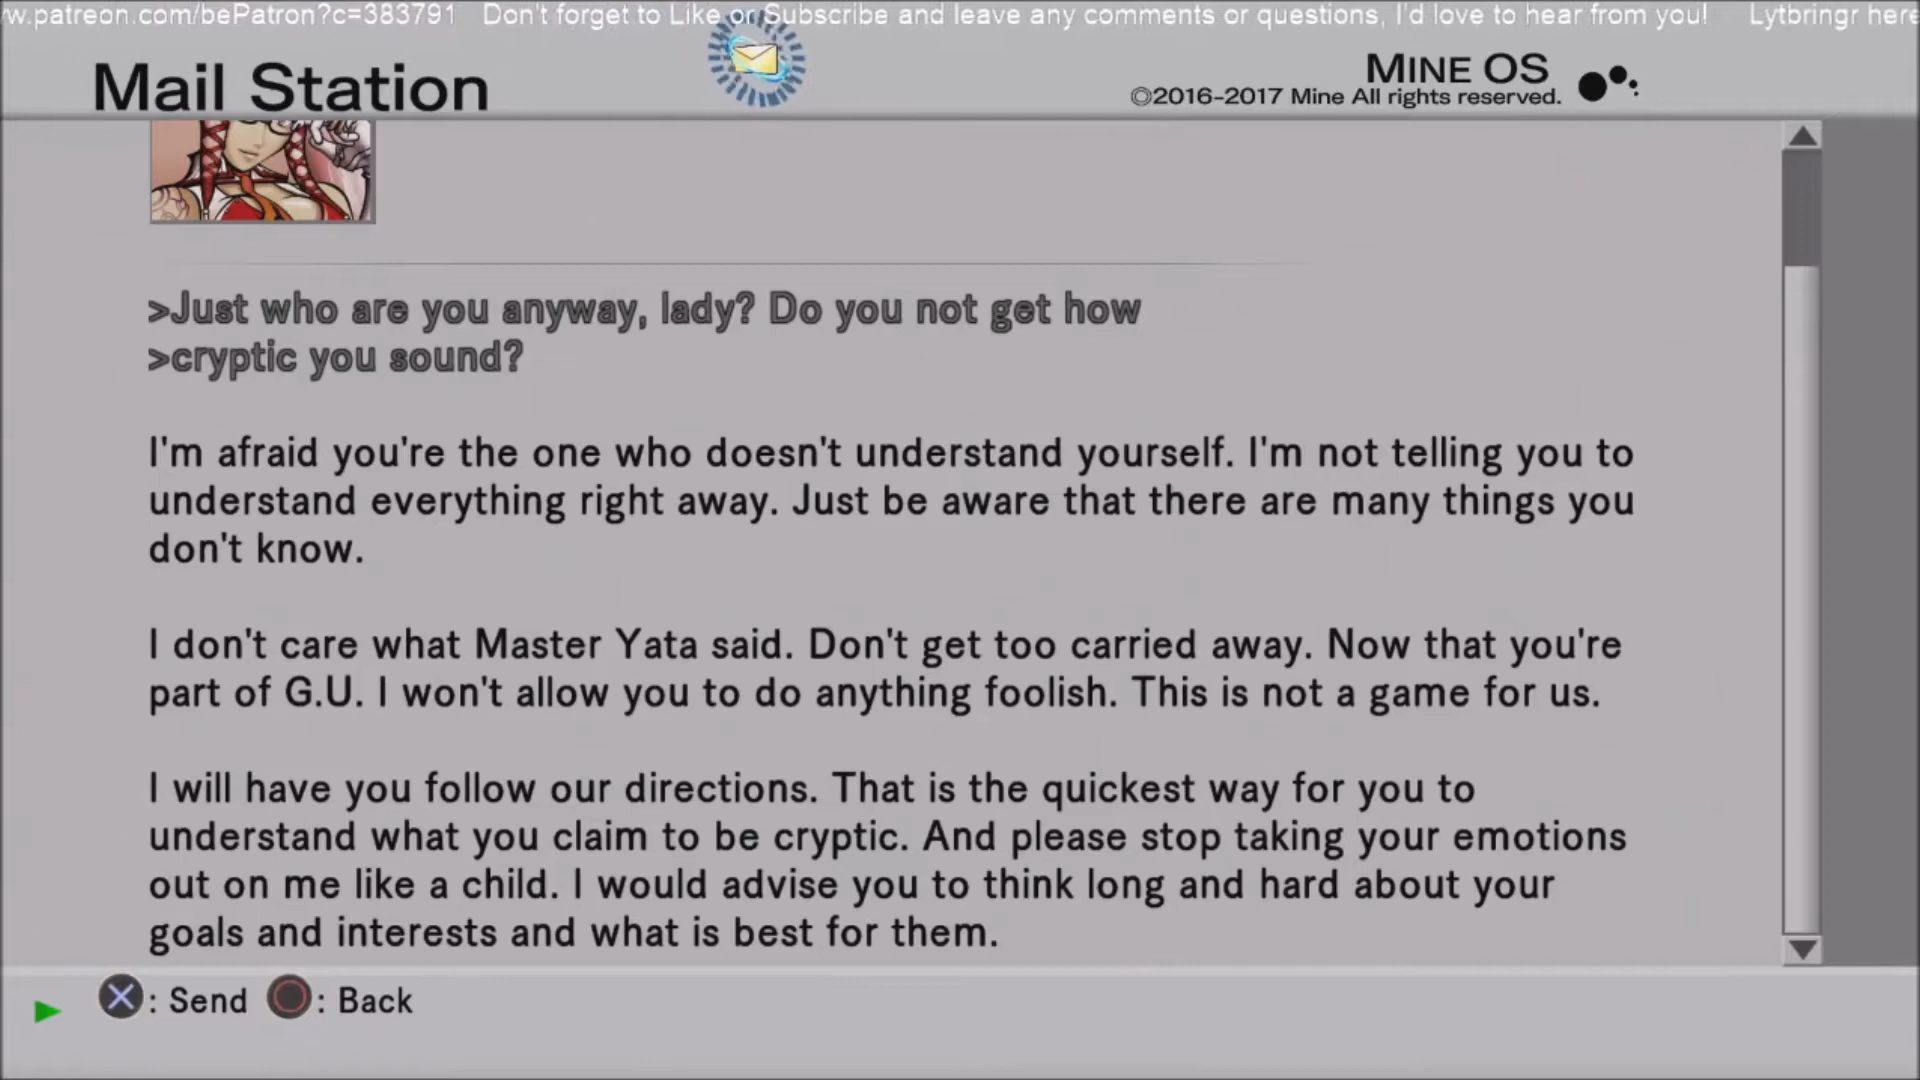 w.patreon.com/bePatron?c=383791 Don't forget to Like or Subscribe and leave any comments or questions, I'd love to hear from you! Lytbringr here
Mail Station
MINE OS
©2016-2017 Mine All rights reserved.
>Just who are you anyway, lady? Do you not get how
>cryptic you sound?
I'm afraid you're the one who doesn't understand yourself. I'm not telling you to
understand everything right away. Just be aware that there are many things you
don't know.
I don't care what Master Yata said. Don't get too carried away. Now that you're
part of G.U. I won't allow you to do anything foolish. This is not a game for us.
I will have you follow our directions. That is the quickest way for you to
understand what you claim to be cryptic. And please stop taking your emotions
out on me like a child. I would advise you to think long and hard about your
goals and interests and what is best for them.
: Send : Back